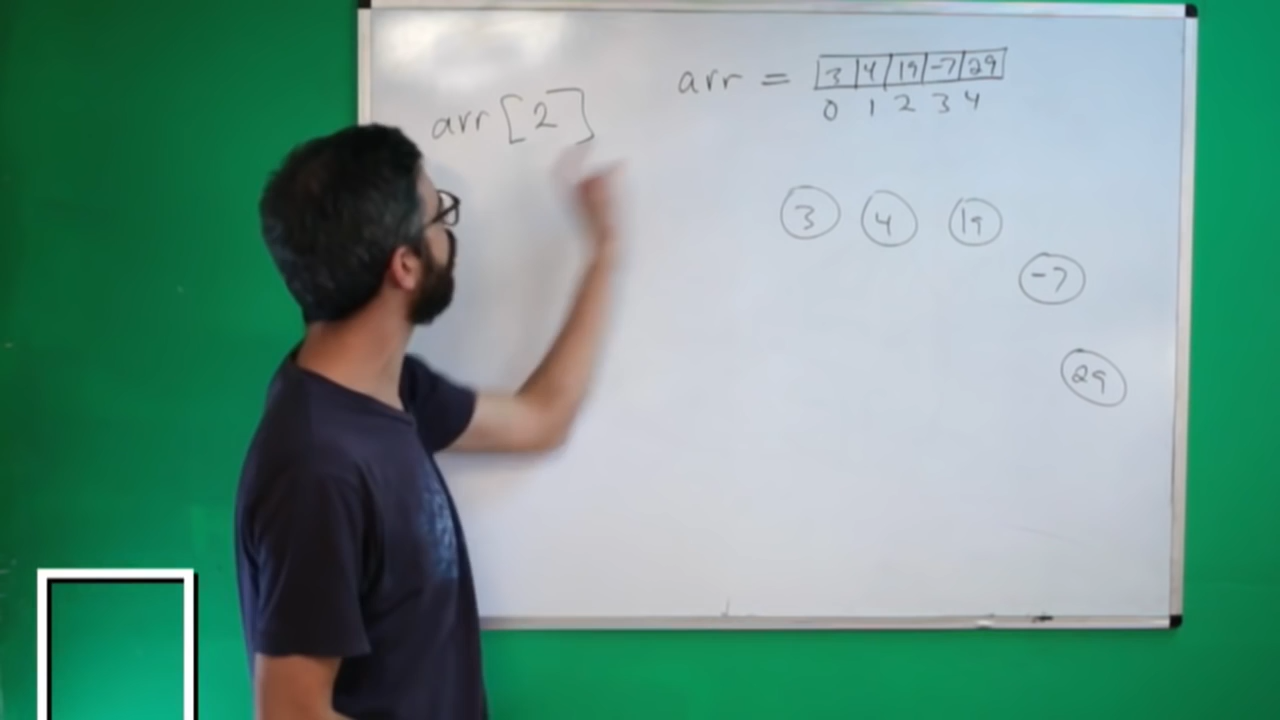 arr [2]
arr = 3 4 19 -7 29
0 1 2 3 4
3 4 19
-7
29